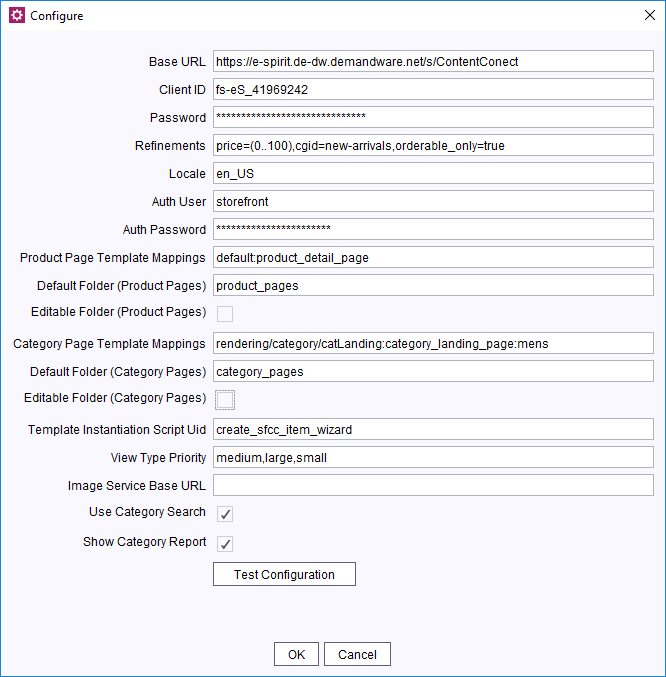 Configure
Base URL https://e-spirit.de-dw.demandware.net/s/ContentConect
Client ID fs-eS_41969242
Password ******************************
Refinements price=(0..100),cgid=new-arrivals,orderable_only=true
Locale en_US
Auth User storefront
Auth Password ***********************
Product Page Template Mappings default:product_detail_page
Default Folder (Product Pages) product_pages
Editable Folder (Product Pages)
Category Page Template Mappings rendering/category/catLanding:category_landing_page:mens
Default Folder (Category Pages) category_pages
Editable Folder (Category Pages)
Template Instantiation Script Uid create_sfcc_item_wizard
View Type Priority medium,large,small
Image Service Base URL
Use Category Search
Show Category Report
Test Configuration
OK Cancel